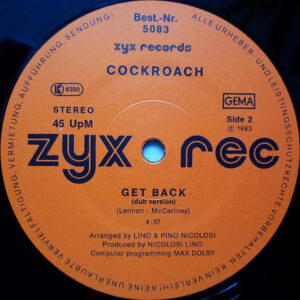 Best.-Nr.
5083
zyx records
COCKROACH
LC 6350
GEMA
STEREO
45 UpM
Side 2
Ⓟ 1983
zyx rec
GET BACK
(dub version)
(Lennon - McCartney)
4:57
Arranged by LINO & PINO NICOLOSI
Produced by NICOLOSI LINO
Computer programming MAX DOLBY
ALLE URHEBER- UND LEISTUNGSSCHUTZRECHTE VORBEHALTEN. KEIN VERLEIH! KEINE UNERLAUBTE VERVIELFÄLTIGUNG, VERMIETUNG, AUFFÜHRUNG, SENDUNG!